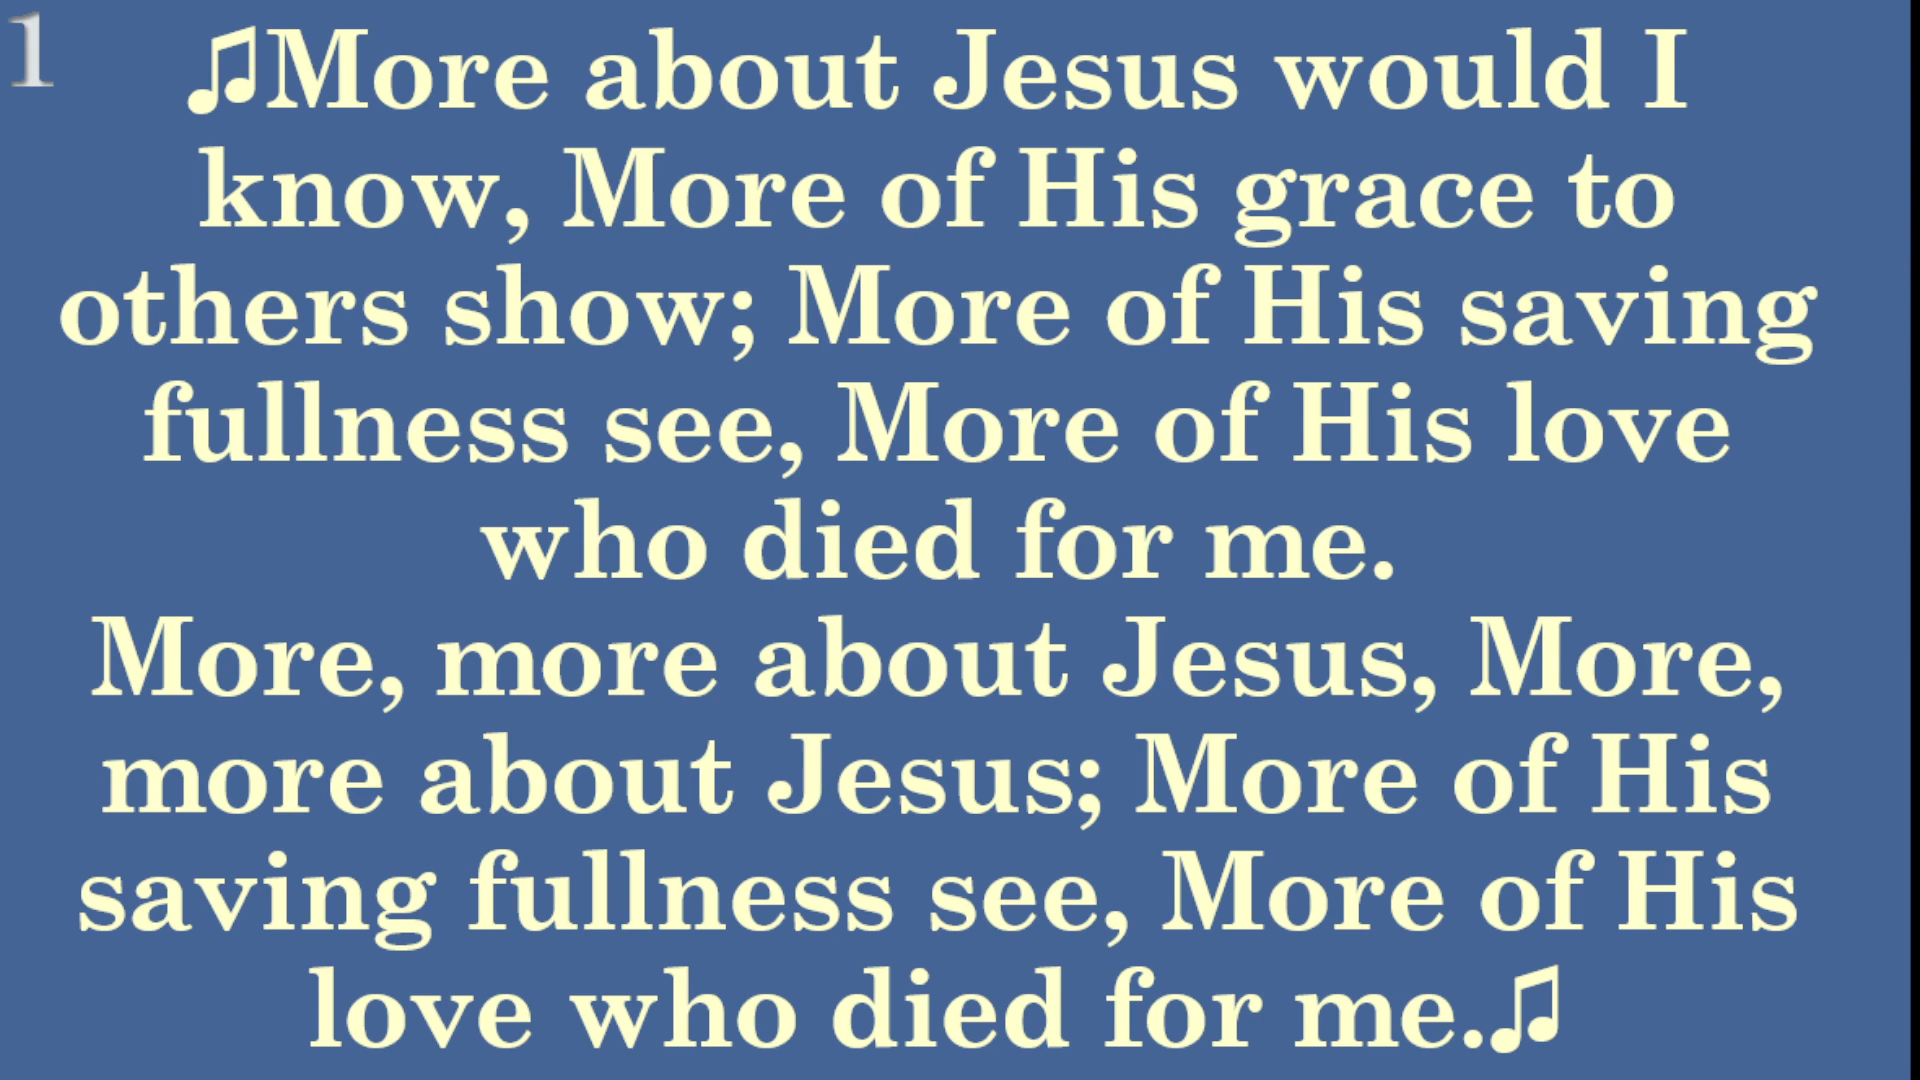 1
♫More about Jesus would I
know, More of His grace to
others show; More of His saving
fullness see, More of His love
who died for me.
More, more about Jesus, More,
more about Jesus; More of His
saving fullness see, More of His
love who died for me.♫